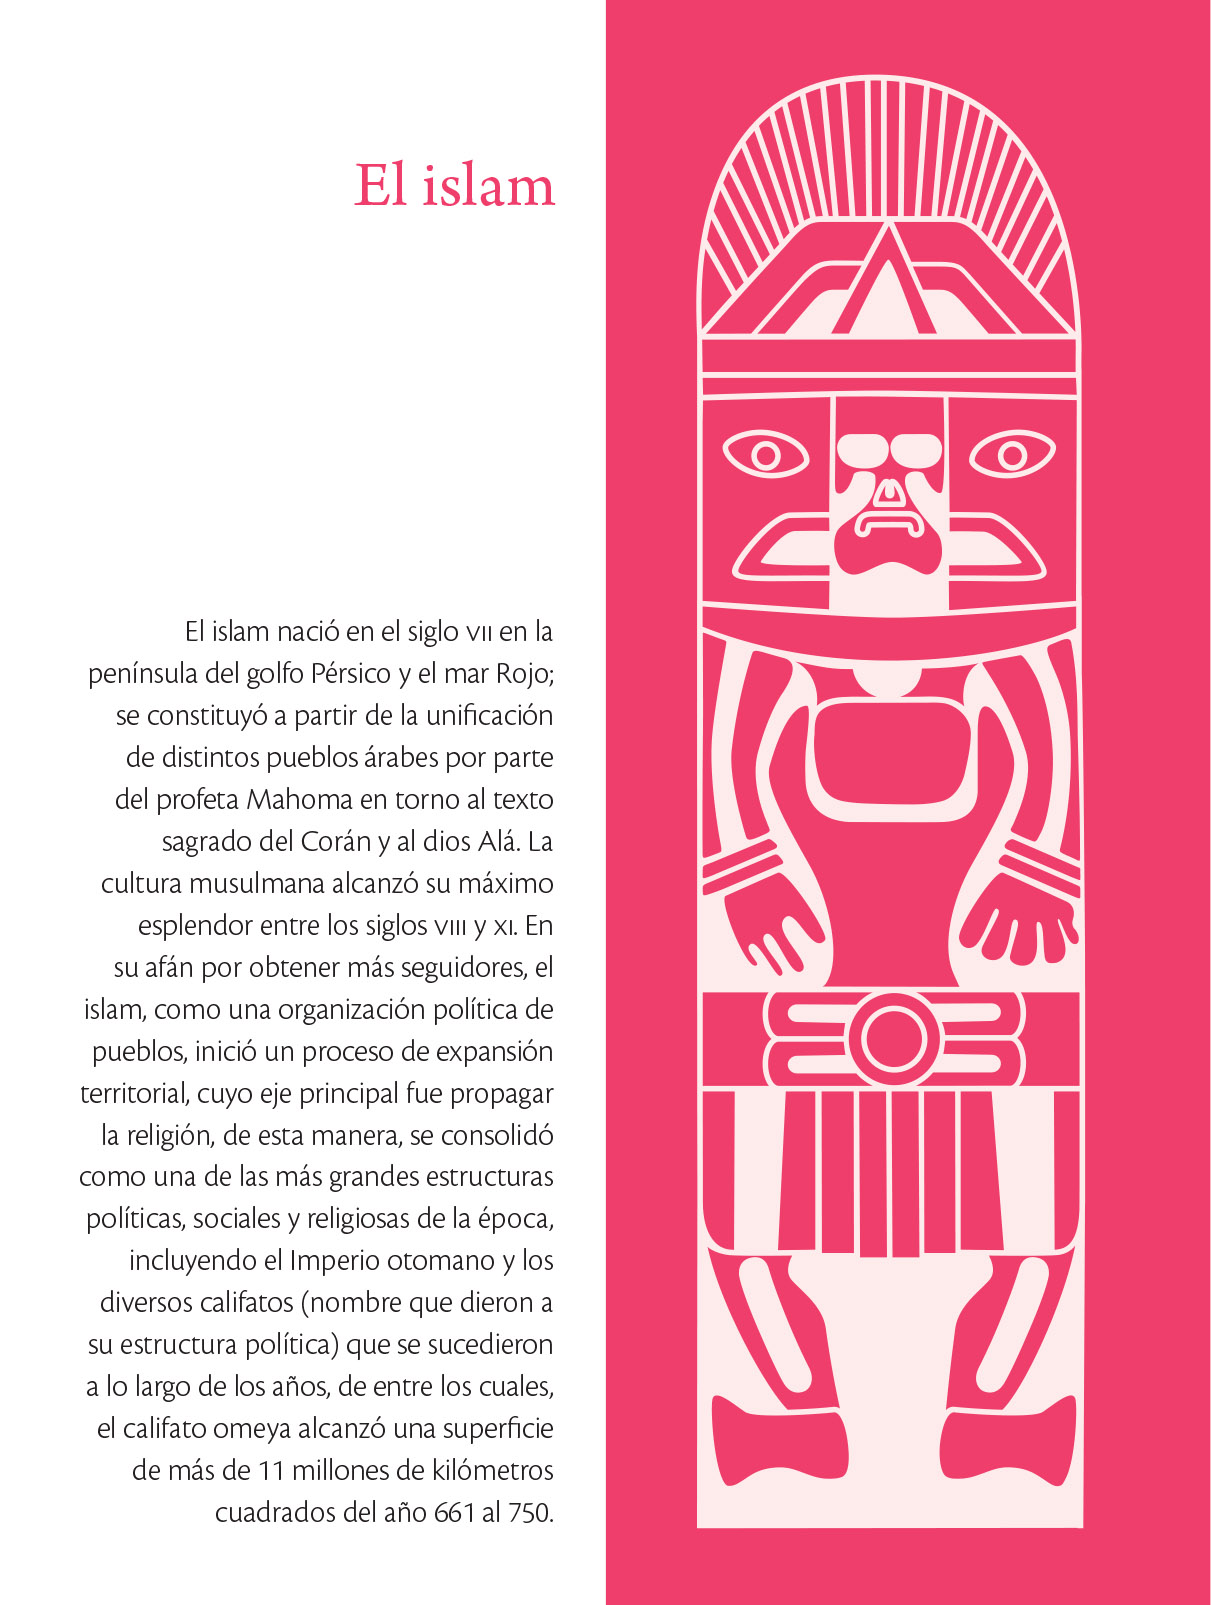 El islam
El islam nació en el siglo VII en la
península del golfo Pérsico y el mar Rojo;
se constituyó a partir de la unificación
de distintos pueblos árabes por parte
del profeta Mahoma en torno al texto
sagrado del Corán y al dios Alá. La
cultura musulmana alcanzó su máximo
esplendor entre los siglos VIII y XI. En
su afán por obtener más seguidores, el
islam, como una organización política de
pueblos, inició un proceso de expansión
territorial, cuyo eje principal fue propagar
la religión, de esta manera, se consolidó
como una de las más grandes estructuras
políticas, sociales y religiosas de la época,
incluyendo el Imperio otomano y los
diversos califatos (nombre que dieron a
su estructura política) que se sucedieron
a lo largo de los años, de entre los cuales,
el califato omeya alcanzó una superficie
de más de 11 millones de kilómetros
cuadrados del año 661 al 750.